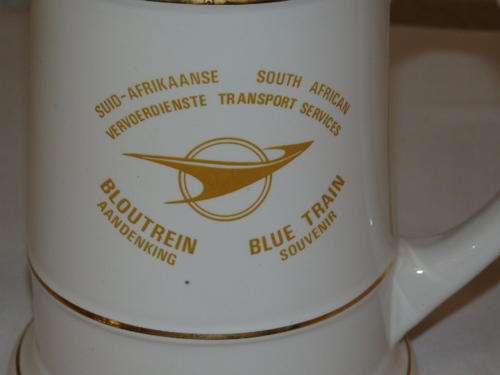 SUID-AFRIKAANSE SOUTH AFRICAN
VERVOERDIENSTE TRANSPORT SERVICES
BLOUTREIN BLUE TRAIN
AANDENKING SOUVENIR